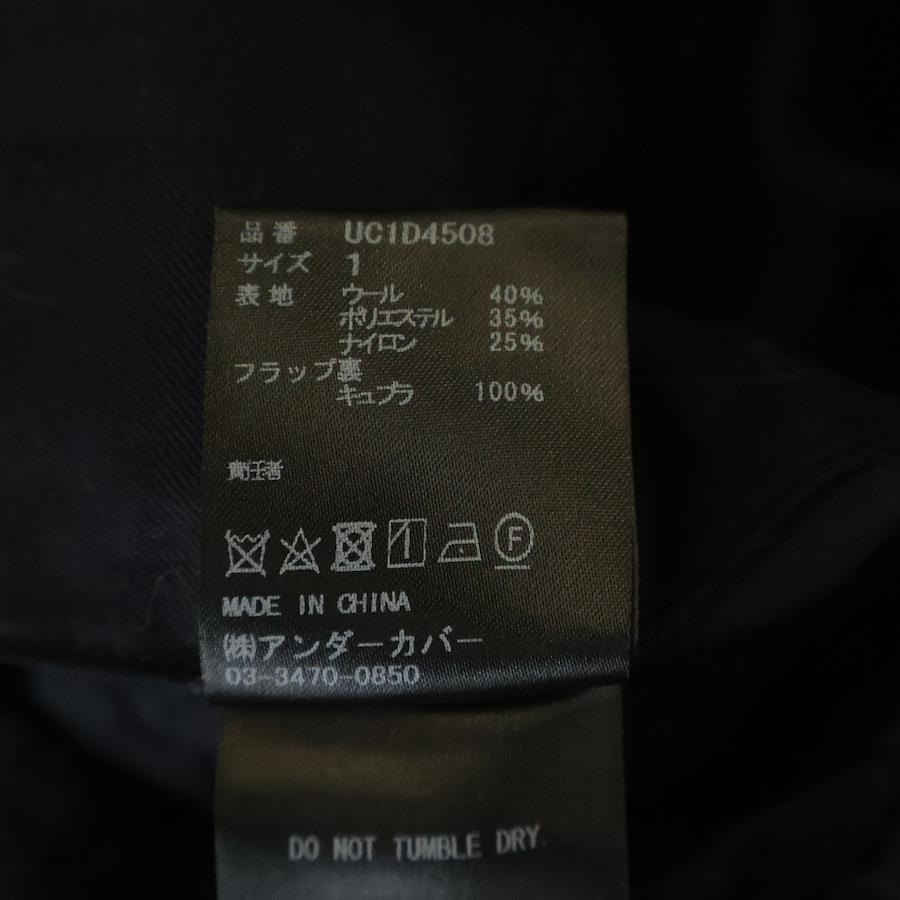 品番 UC1D4508
サイズ 1
表地 ウール 40%
ポリエステル 35%
ナイロン 25%
フラップ裏
キュプラ 100%
責任者
F
MADE IN CHINA
㈱アンダーカバー
03-3470-0850
DO NOT TUMBLE DRY.